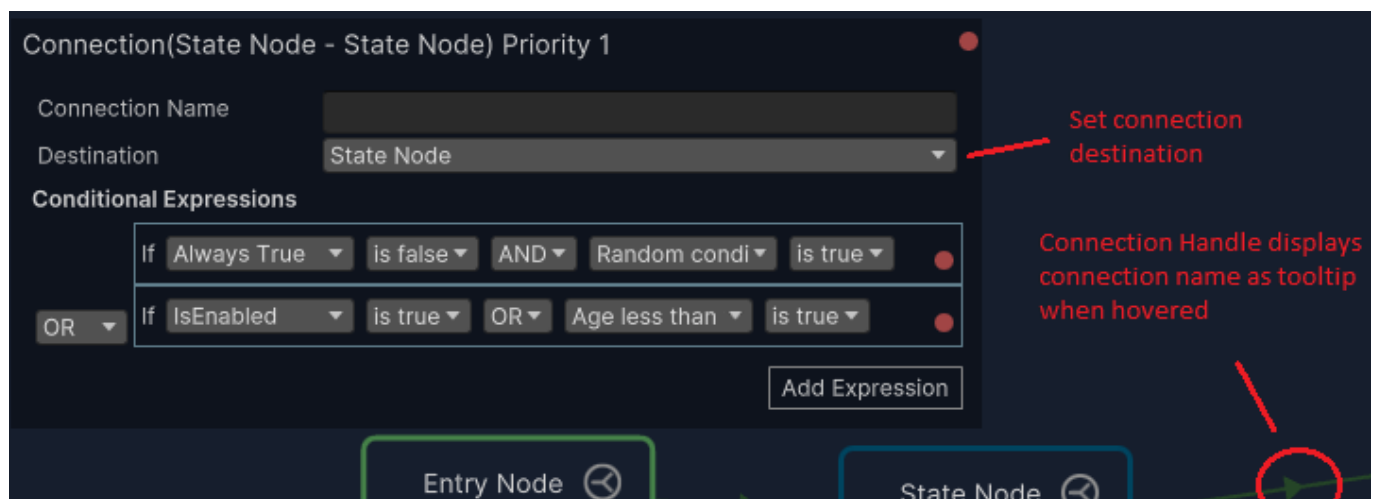 Connection(State Node - State Node) Priority 1
Connection Name
Destination
State Node
Set connection
destination
Conditional Expressions
If Always True is false AND Random condi is true
OR
If IsEnabled is true OR Age less than is true
Connection Handle displays
connection name as tooltip
when hovered
Add Expression
Entry Node
State Node